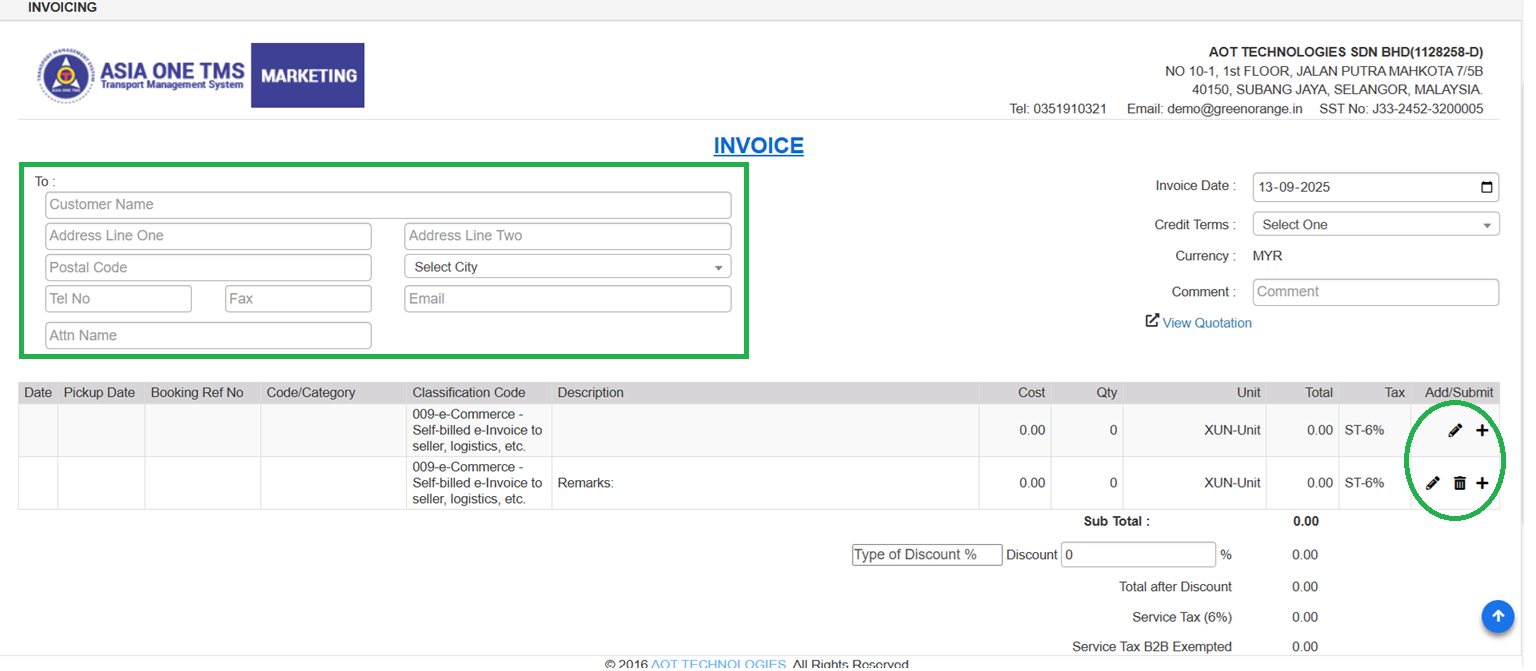 INVOICING
ASIA ONE TMS
Transport Management System
MARKETING
AOT TECHNOLOGIES SDN BHD(1128258-D)
NO 10-1, 1st FLOOR, JALAN PUTRA MAHKOTA 7/5B
40150, SUBANG JAYA, SELANGOR, MALAYSIA.
Tel: 0351910321 Email: demo@greenorange.in SST No: J33-2452-3200005
INVOICE
To :
Customer Name
Address Line One Address Line Two
Postal Code Select City
Tel No Fax Email
Attn Name
Invoice Date : 13-09-2025
Credit Terms : Select One
Currency : MYR
Comment : Comment
View Quotation
Date Pickup Date Booking Ref No Code/Category Classification Code Description Cost Qty Unit Total Tax Add/Submit
009-e-Commerce -
Self-billed e-Invoice to 0.00 0 XUN-Unit 0.00 ST-6%
seller, logistics, etc.
009-e-Commerce -
Self-billed e-Invoice to Remarks: 0.00 0 XUN-Unit 0.00 ST-6%
seller, logistics, etc.
Sub Total : 0.00
Type of Discount % Discount 0 % 0.00
Total after Discount 0.00
Service Tax (6%) 0.00
Service Tax B2B Exempted 0.00
© 2016 AOT TECHNOLOGIES. All Rights Reserved